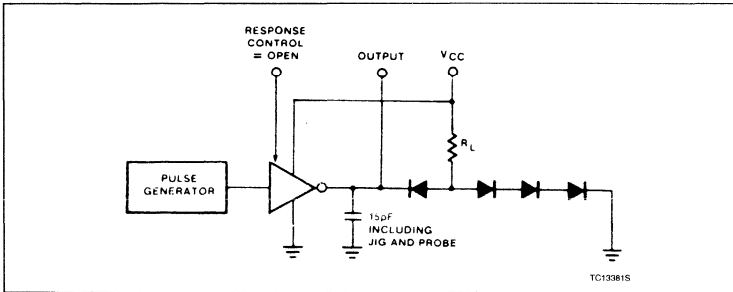 RESPONSE
CONTROL
= OPEN
OUTPUT
VCC
RL
PULSE
GENERATOR
15pF
INCLUDING
JIG AND PROBE
TC13381S